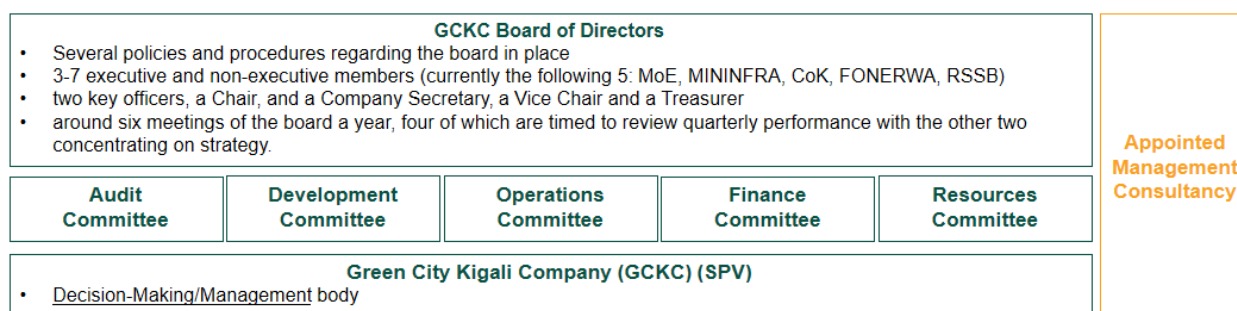 GCKC Board of Directors
• Several policies and procedures regarding the board in place
• 3-7 executive and non-executive members (currently the following 5: MoE, MININFRA, CoK, FONERWA, RSSB)
• two key officers, a Chair, and a Company Secretary, a Vice Chair and a Treasurer
• around six meetings of the board a year, four of which are timed to review quarterly performance with the other two
concentrating on strategy.
Audit
Committee
Development
Committee
Operations
Committee
Finance
Committee
Resources
Committee
Green City Kigali Company (GCKC) (SPV)
• Decision-Making/Management body
Appointed
Management
Consultancy